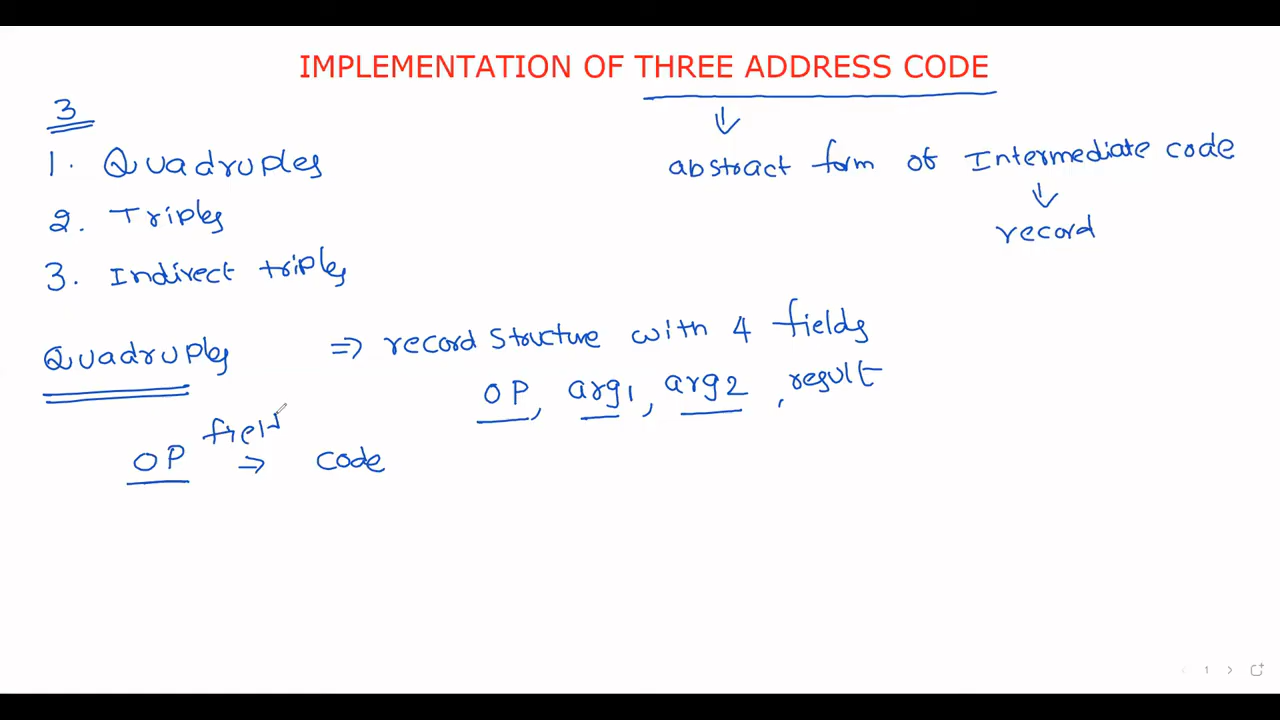 IMPLEMENTATION OF THREE ADDRESS CODE
3
1. Quadruples
abstract form of Intermediate code
2. Triples
record
3. Indirect triples
Quadruples ⇒ record structure with 4 fields
OP, arg1, arg2, result
OP field ⇒ code
1